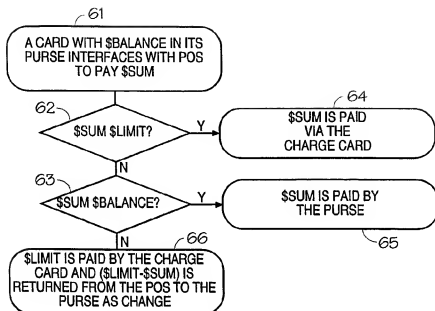 61
A CARD WITH $BALANCE IN ITS
PURSE INTERFACES WITH POS
TO PAY $SUM
62
$SUM $LIMIT?
Y
64
$SUM IS PAID
VIA THE
CHARGE CARD
N
63
$SUM $BALANCE?
Y
$SUM IS PAID BY
THE PURSE
65
N
66
$LIMIT IS PAID BY THE CHARGE
CARD AND ($LIMIT-$SUM) IS
RETURNED FROM THE POS TO THE
PURSE AS CHANGE